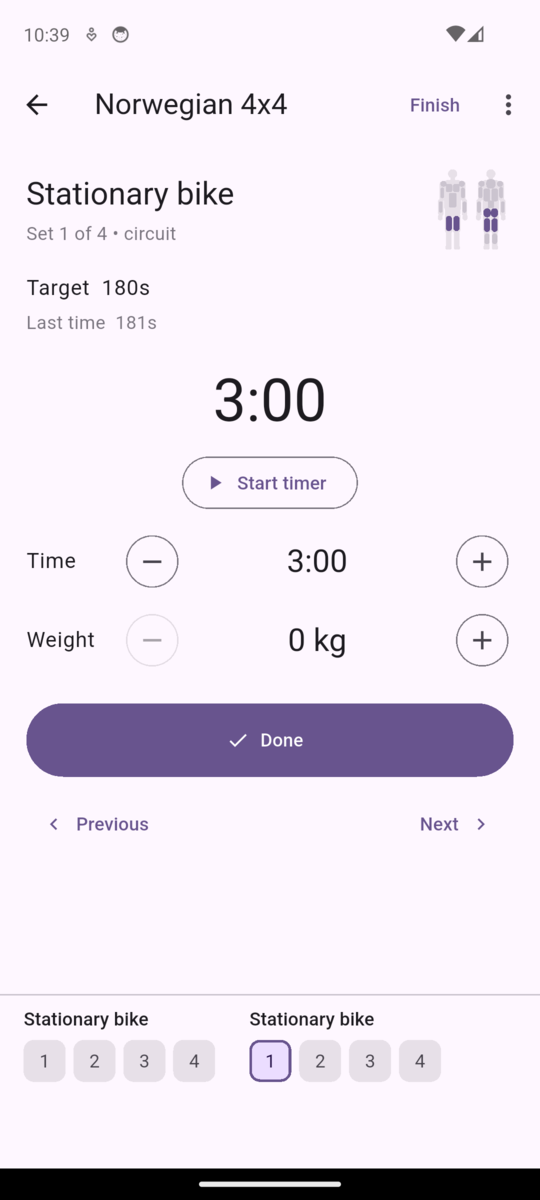 10:39
Norwegian 4x4
Finish
Stationary bike
Set 1 of 4 • circuit
Target 180s
Last time 181s
3:00
Start timer
Time
3:00
Weight
0 kg
Done
Previous
Next
Stationary bike
1 2 3 4
Stationary bike
1 2 3 4